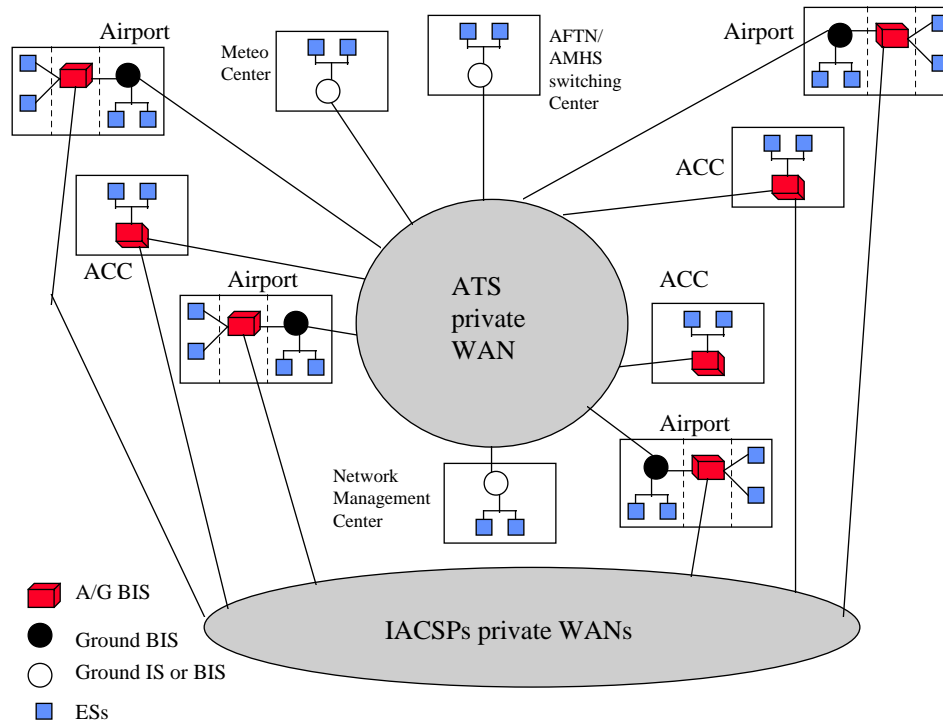 Airport
Meteo
Center
AFTN/
AMHS
switching
Center
Airport
ACC
ACC
Airport
ATS
private
WAN
ACC
Airport
Network
Management
Center
IACSPs private WANs
A/G BIS
Ground BIS
Ground IS or BIS
ESs